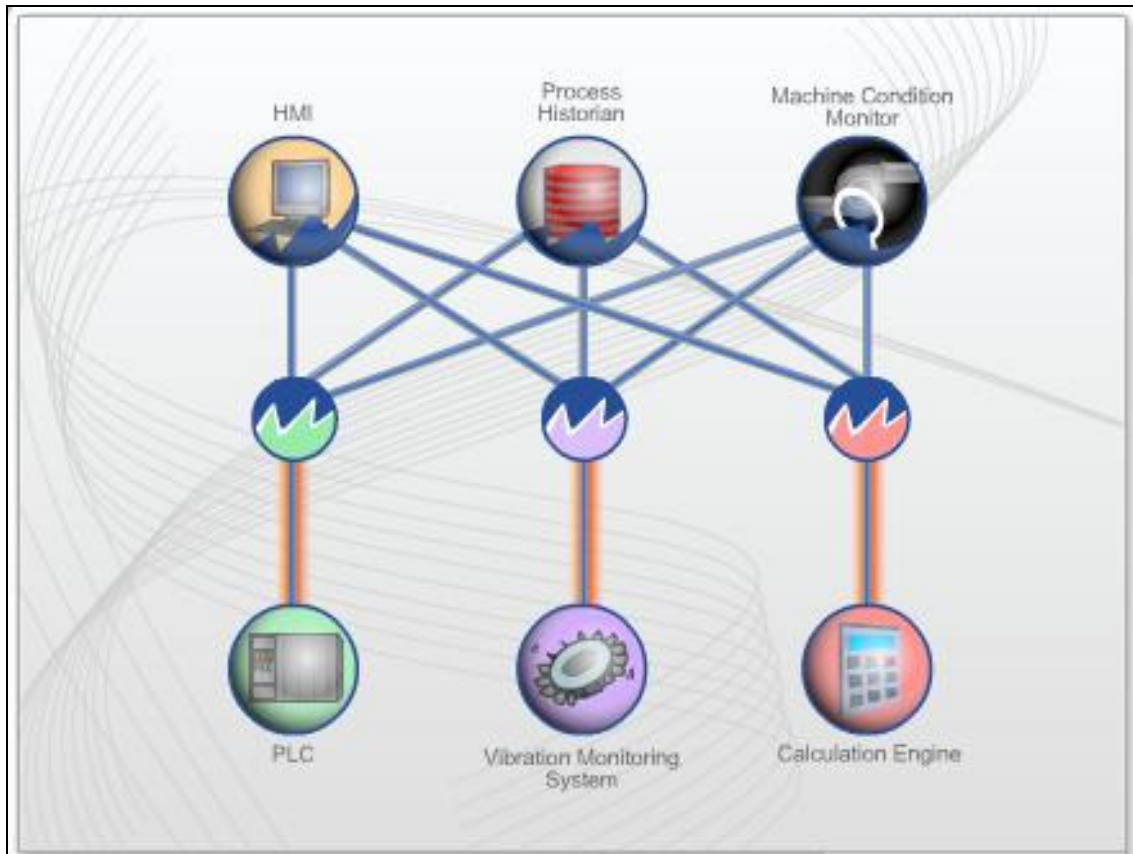 HMI
Process
Historian
Machine Condition
Monitor
PLC
Vibration Monitoring
System
Calculation Engine